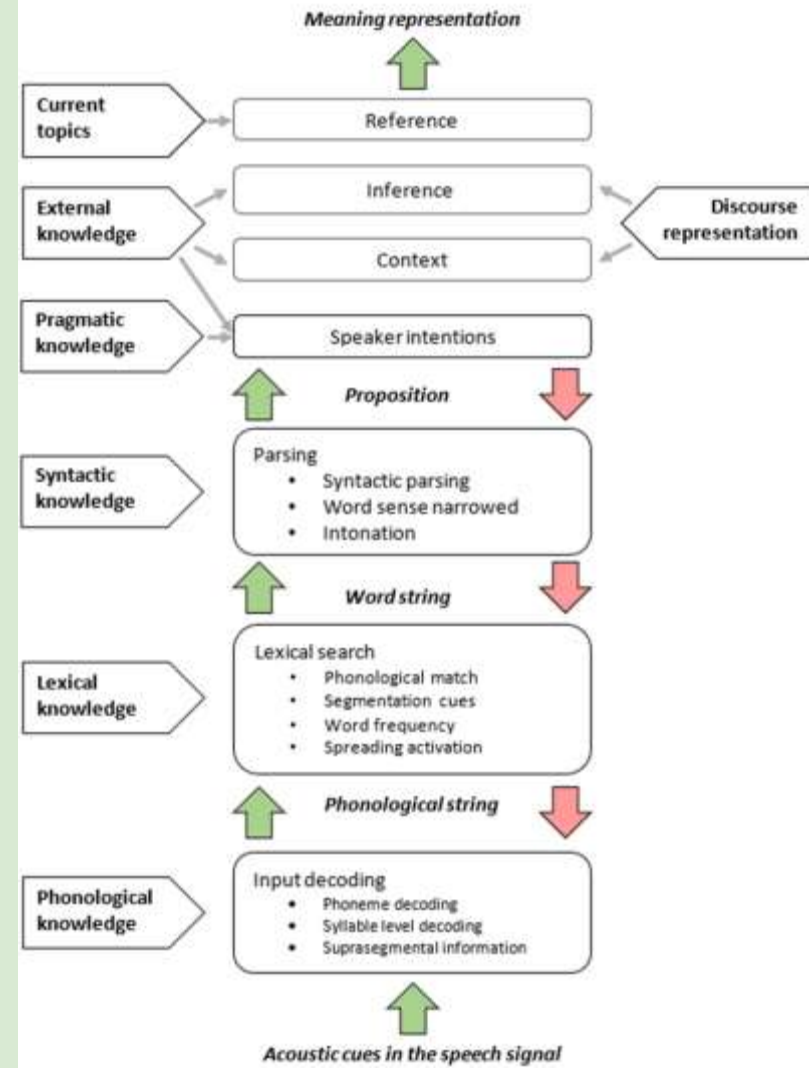 Meaning representation
Current
topics
Reference
External
knowledge
Inference
Discourse
representation
Context
Pragmatic
knowledge
Speaker intentions
Proposition
Syntactic
knowledge
Parsing
• Syntactic parsing
• Word sense narrowed
• Intonation
Word string
Lexical
knowledge
Lexical search
• Phonological match
• Segmentation cues
• Word frequency
• Spreading activation
Phonological string
Phonological
knowledge
Input decoding
• Phoneme decoding
• Syllable level decoding
• Suprasegmental information
Acoustic cues in the speech signal